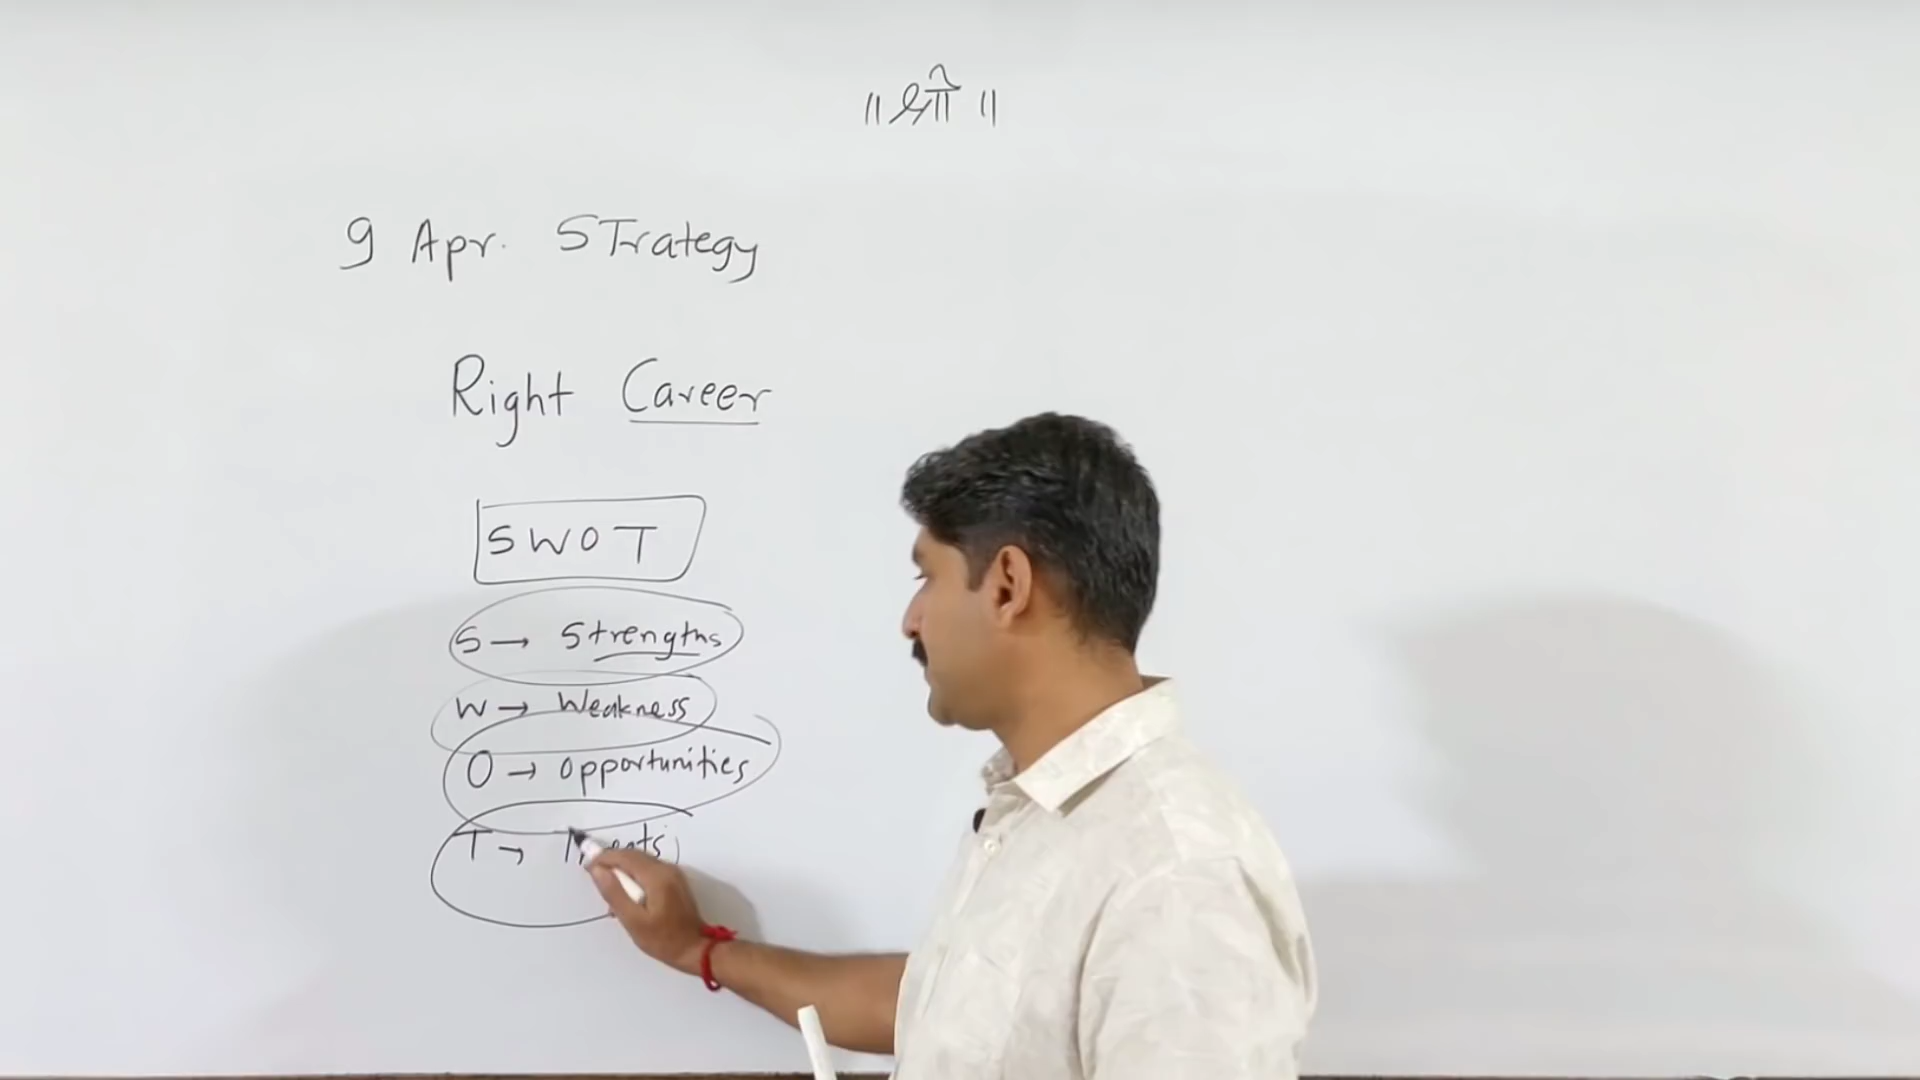 ॥ श्री ॥
9 Apr. STrategy
Right Career
SWOT
S → Strengths
W → Weakness
O → opportunities
T →